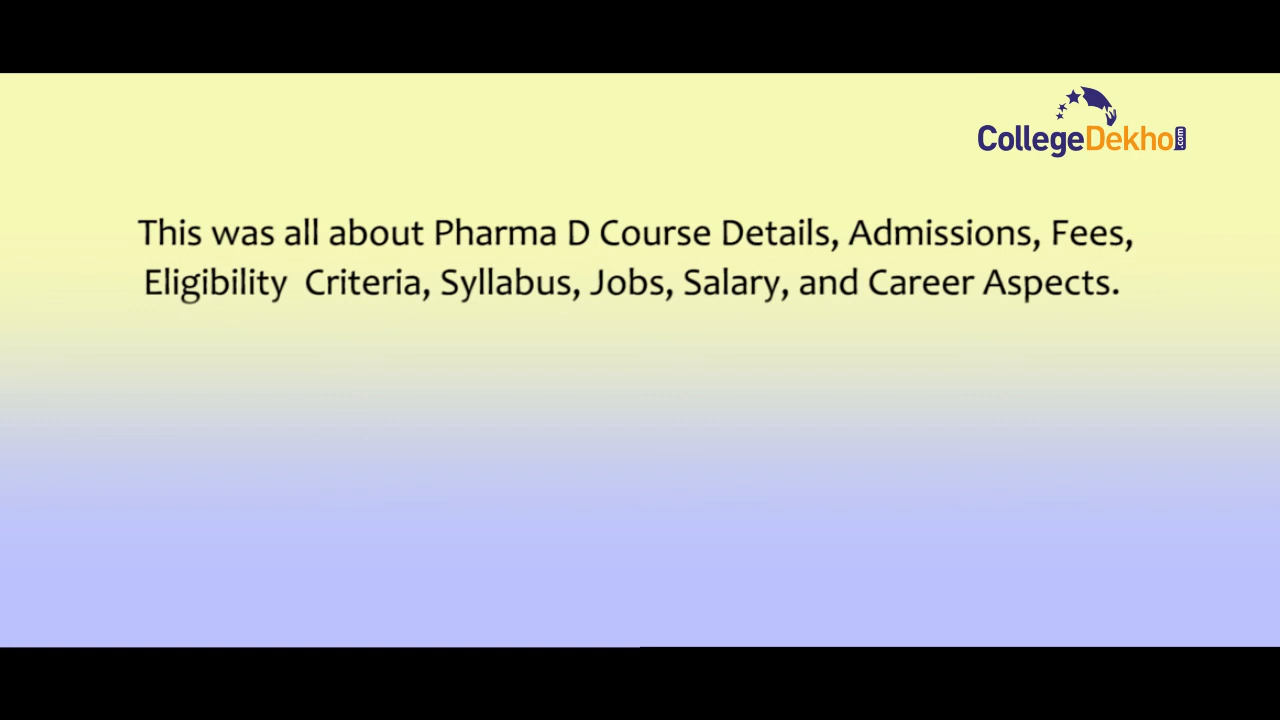 CollegeDekho.com
This was all about Pharma D Course Details, Admissions, Fees,
Eligibility  Criteria, Syllabus, Jobs, Salary, and Career Aspects.